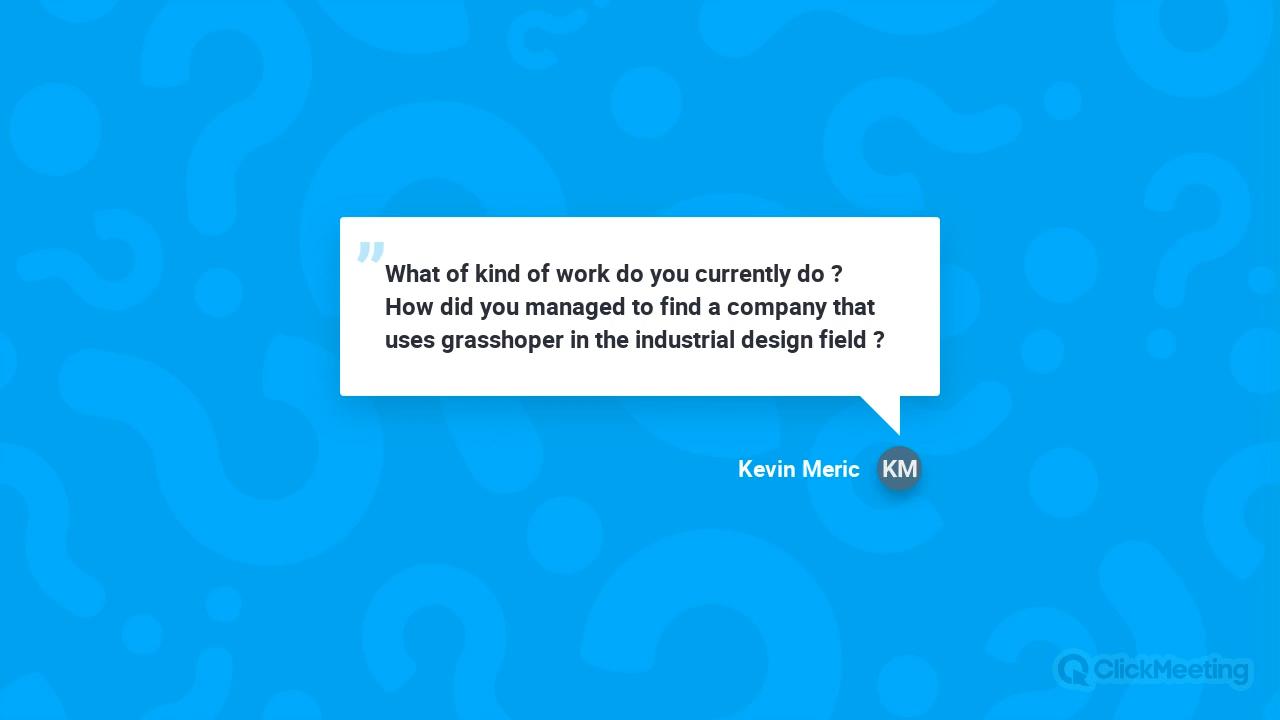 ”
What of kind of work do you currently do ?
How did you managed to find a company that
uses grasshoper in the industrial design field ?
Kevin Meric KM
ClickMeeting